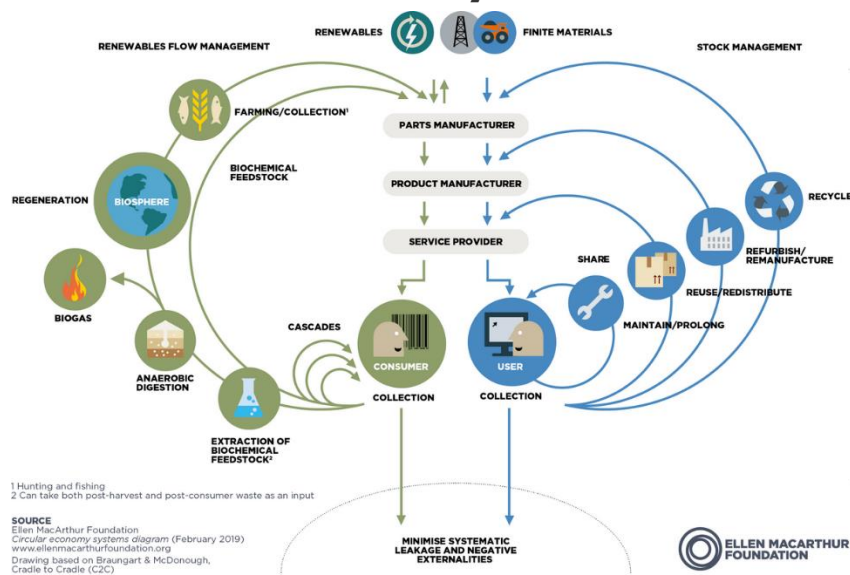 RENEWABLES
FINITE MATERIALS
RENEWABLES FLOW MANAGEMENT
STOCK MANAGEMENT
FARMING/COLLECTION¹
PARTS MANUFACTURER
BIOCHEMICAL
FEEDSTOCK
PRODUCT MANUFACTURER
REGENERATION
BIOSPHERE
RECYCLE
SERVICE PROVIDER
REFURBISH/
REMANUFACTURE
SHARE
REUSE/REDISTRIBUTE
BIOGAS
MAINTAIN/PROLONG
CASCADES
CONSUMER
USER
ANAEROBIC
DIGESTION
COLLECTION
COLLECTION
EXTRACTION OF
BIOCHEMICAL
FEEDSTOCK²
1 Hunting and fishing
2 Can take both post-harvest and post-consumer waste as an input
SOURCE
Ellen MacArthur Foundation
Circular economy systems diagram (February 2019)
www.ellenmacarthurfoundation.org
Drawing based on Braungart & McDonough,
Cradle to Cradle (C2C)
MINIMISE SYSTEMATIC
LEAKAGE AND NEGATIVE
EXTERNALITIES
ELLEN MACARTHUR
FOUNDATION